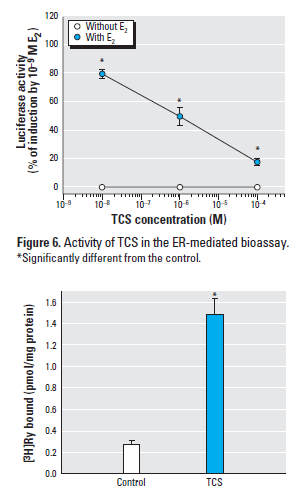 120
100
80
60
40
20
0
Luciferase activity
(% of induction by 10⁻⁹ M E₂)
Without E₂
With E₂
*
*
*
10⁻⁹ 10⁻⁸ 10⁻⁷ 10⁻⁶ 10⁻⁵ 10⁻⁴
TCS concentration (M)
Figure 6. Activity of TCS in the ER-mediated bioassay.
*Significantly different from the control.
1.6
1.4
1.2
1.0
0.8
0.6
0.4
0.2
0.0
[³H]Ry bound (pmol/mg protein)
*
Control TCS